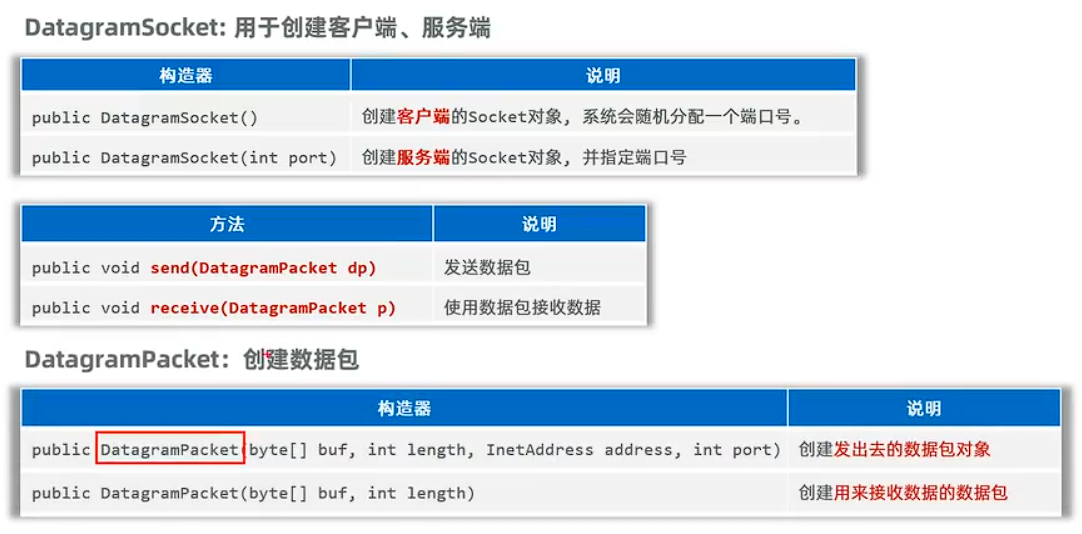 DatagramSocket: 用于创建客户端、服务端
构造器 说明
public DatagramSocket() 创建客户端的Socket对象, 系统会随机分配一个端口号。
public DatagramSocket(int port) 创建服务端的Socket对象, 并指定端口号
方法 说明
public void send(DatagramPacket dp) 发送数据包
public void receive(DatagramPacket p) 使用数据包接收数据
DatagramPacket: 创建数据包
构造器 说明
public DatagramPacket(byte[] buf, int length, InetAddress address, int port) 创建发出去的数据包对象
public DatagramPacket(byte[] buf, int length) 创建用来接收数据的数据包